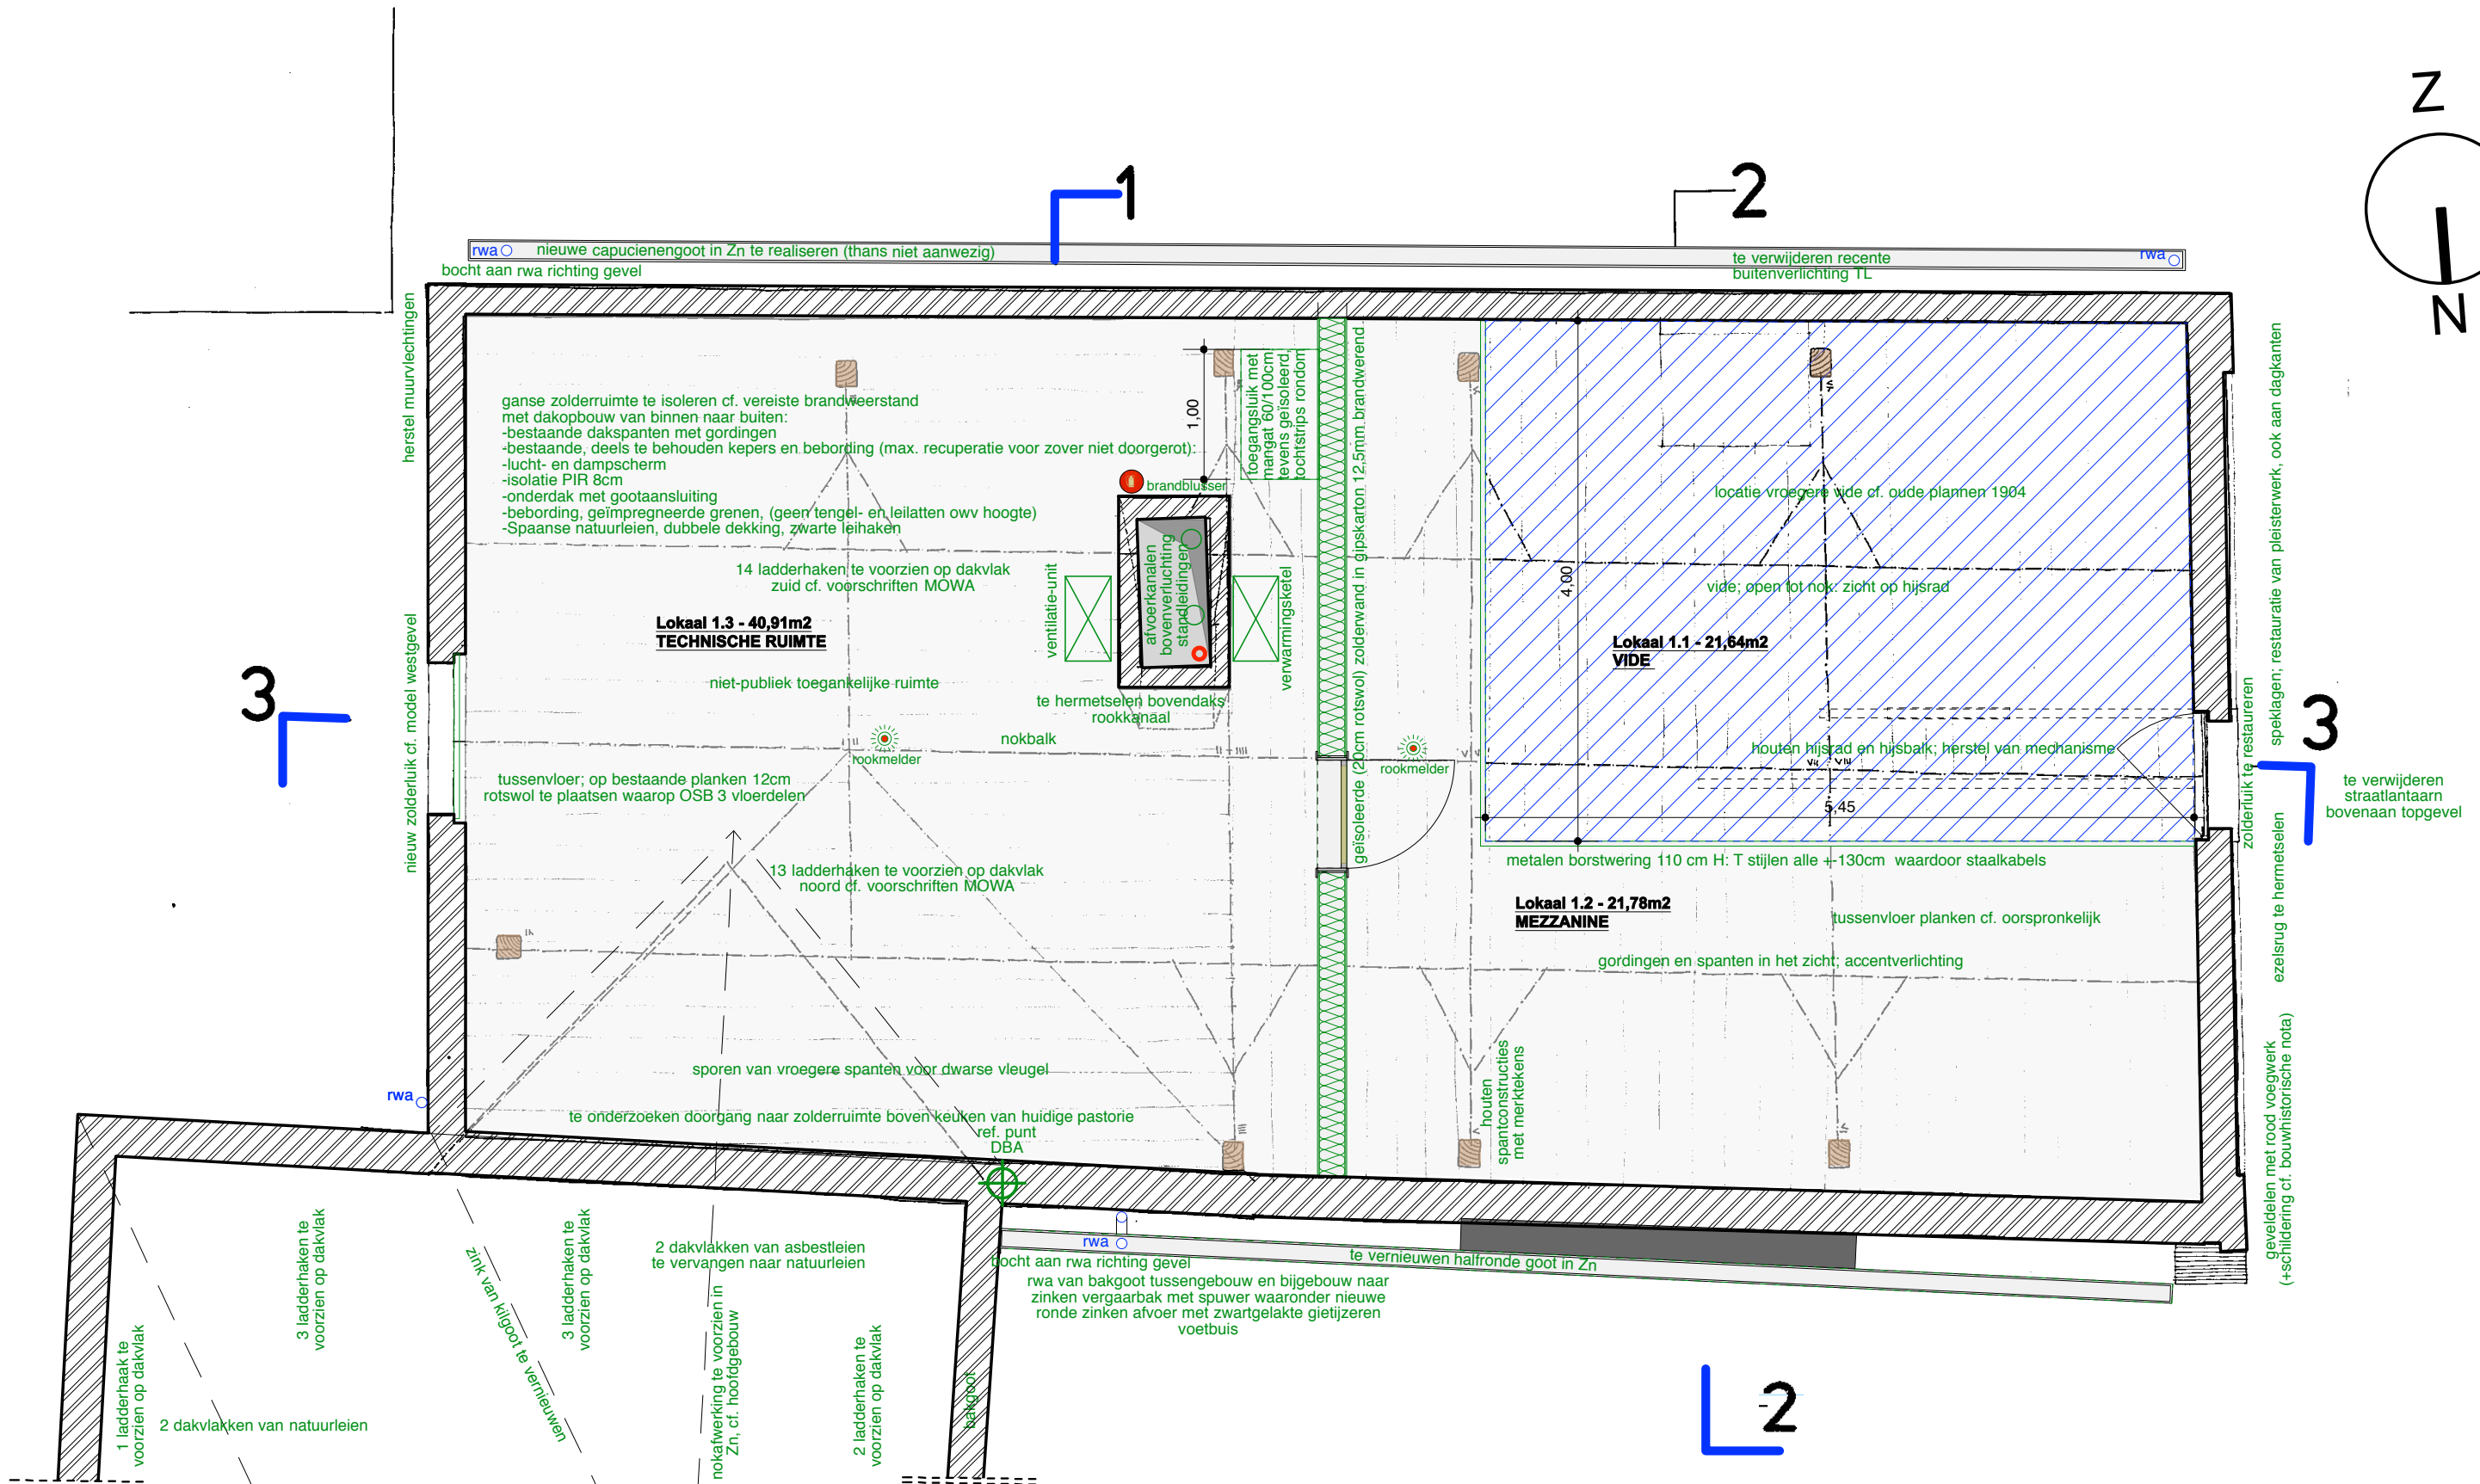 Z
N
1
2
rwa
nieuwe capucienengoot in Zn te realiseren (thans niet aanwezig)
te verwijderen recente
buitenverlichting TL
rwa
bocht aan rwa richting gevel
herstel muurvlechtingen
ganse zolderruimte te isoleren cf. vereiste brandweerstand
met dakopbouw van binnen naar buiten:
-bestaande dakspanten met gordingen
-bestaande, deels te behouden kepers en bebording (max. recuperatie voor zover niet doorgerot):
-lucht- en dampscherm
-isolatie PIR 8cm
-onderdak met gootaansluiting
-bebording, geïmpregneerde grenen, (geen tengel- en leilatten owv hoogte)
-Spaanse natuurleien, dubbele dekking, zwarte leihaken
1,00
toegangsluik met
mangat 60/100cm
tevens geïsoleerd,
tochtstrips rondom
brandblusser
geïsoleerde (20cm rotswol) zolderwand in gipskarton 12,5mm brandwerend
locatie vroegere vide cf. oude plannen 1904
4,00
vide; open tot nok: zicht op hijsrad
14 ladderhaken te voorzien op dakvlak
zuid cf. voorschriften MOWA
Lokaal 1.3 - 40,91m2
TECHNISCHE RUIMTE
niet-publiek toegankelijke ruimte
ventilatie-unit
afvoerkanalen
bovenverluchting
standleidingen
verwarmingsketel
te hermetselen bovendaks
rookkanaal
Lokaal 1.1 - 21,64m2
VIDE
speklagen; restauratie van pleisterwerk, ook aan dagkanten
3
nieuw zolderluik cf. model westgevel
nokbalk
rookmelder
rookmelder
houten hijsrad en hijsbalk; herstel van mechanisme
5,45
zolderluik te restaureren
3
te verwijderen
straatlantaarn
bovenaan topgevel
tussenvloer; op bestaande planken 12cm
rotswol te plaatsen waarop OSB 3 vloerdelen
metalen borstwering 110 cm H: T stijlen alle +-130cm  waardoor staalkabels
13 ladderhaken te voorzien op dakvlak
noord cf. voorschriften MOWA
Lokaal 1.2 - 21,78m2
MEZZANINE
tussenvloer planken cf. oorspronkelijk
gordingen en spanten in het zicht; accentverlichting
ezelsrug te hermetselen
houten
spantconstructies
met merktekens
sporen van vroegere spanten voor dwarse vleugel
te onderzoeken doorgang naar zolderruimte boven keuken van huidige pastorie
ref. punt
DBA
rwa
geveldelen met rood voegwerk
(+schildering cf. bouwhistorische nota)
rwa
bocht aan rwa richting gevel
te vernieuwen halfronde goot in Zn
rwa van bakgoot tussengebouw en bijgebouw naar
zinken vergaarbak met spuwer waaronder nieuwe
ronde zinken afvoer met zwartgelakte gietijzeren
voetbuis
3 ladderhaken te
voorzien op dakvlak
3 ladderhaken te
voorzien op dakvlak
2 dakvlakken van asbestleien
te vervangen naar natuurleien
zink van kilgoot te vernieuwen
nokafwerking te voorzien in
Zn, cf. hoofdgebouw
1 ladderhaak te
voorzien op dakvlak
2 dakvlakken van natuurleien
2 ladderhaken te
voorzien op dakvlak
bakgoot
2